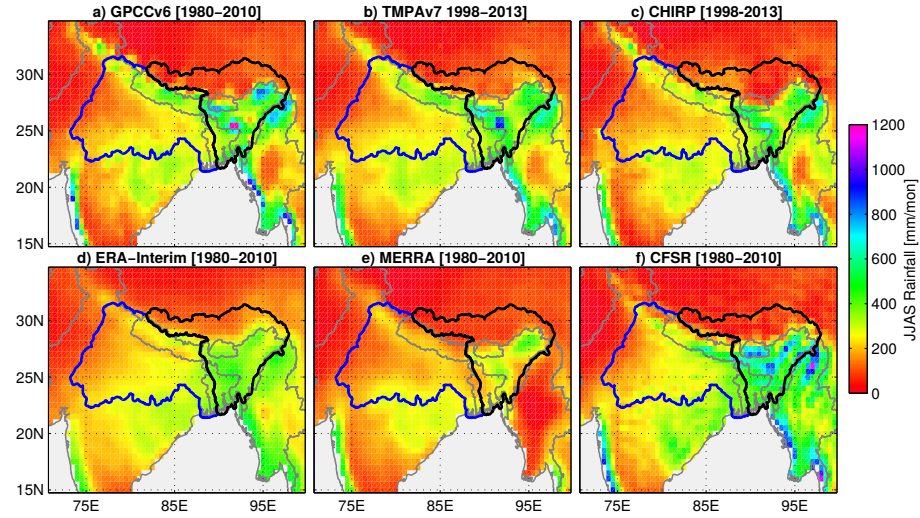 a) GPCCv6 [1980−2010] b) TMPAv7 1998−2013] c) CHIRP [1998-2013]
30N
25N
20N
15N
d) ERA−Interim [1980−2010] e) MERRA [1980−2010] f) CFSR [1980−2010]
30N
25N
20N
15N
75E 85E 95E 75E 85E 95E 75E 85E 95E
1200
1000
800
600
400
200
0
JJAS Rainfall [mm/mon]